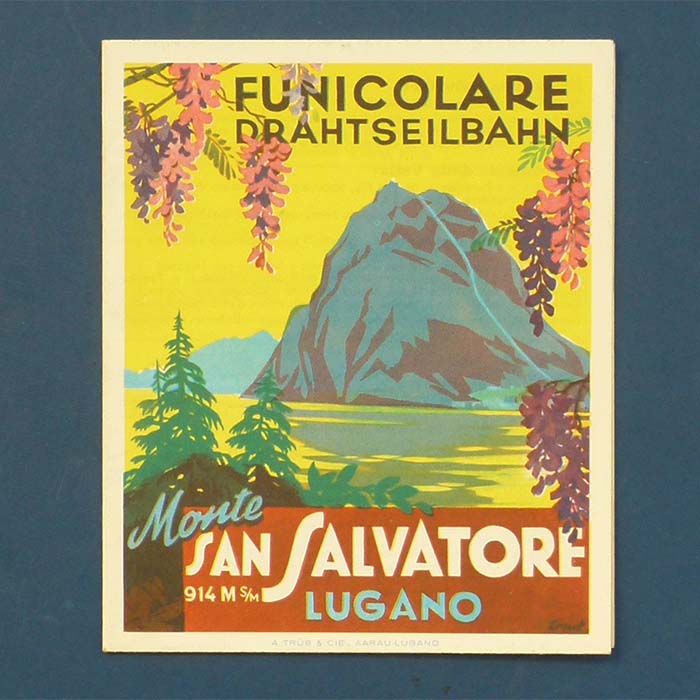 FUNICOLARE
DRAHTSEILBAHN
Monte
SAN SALVATORE
914 M S/M
LUGANO
A. TRÜB & CIE., AARAU-LUGANO